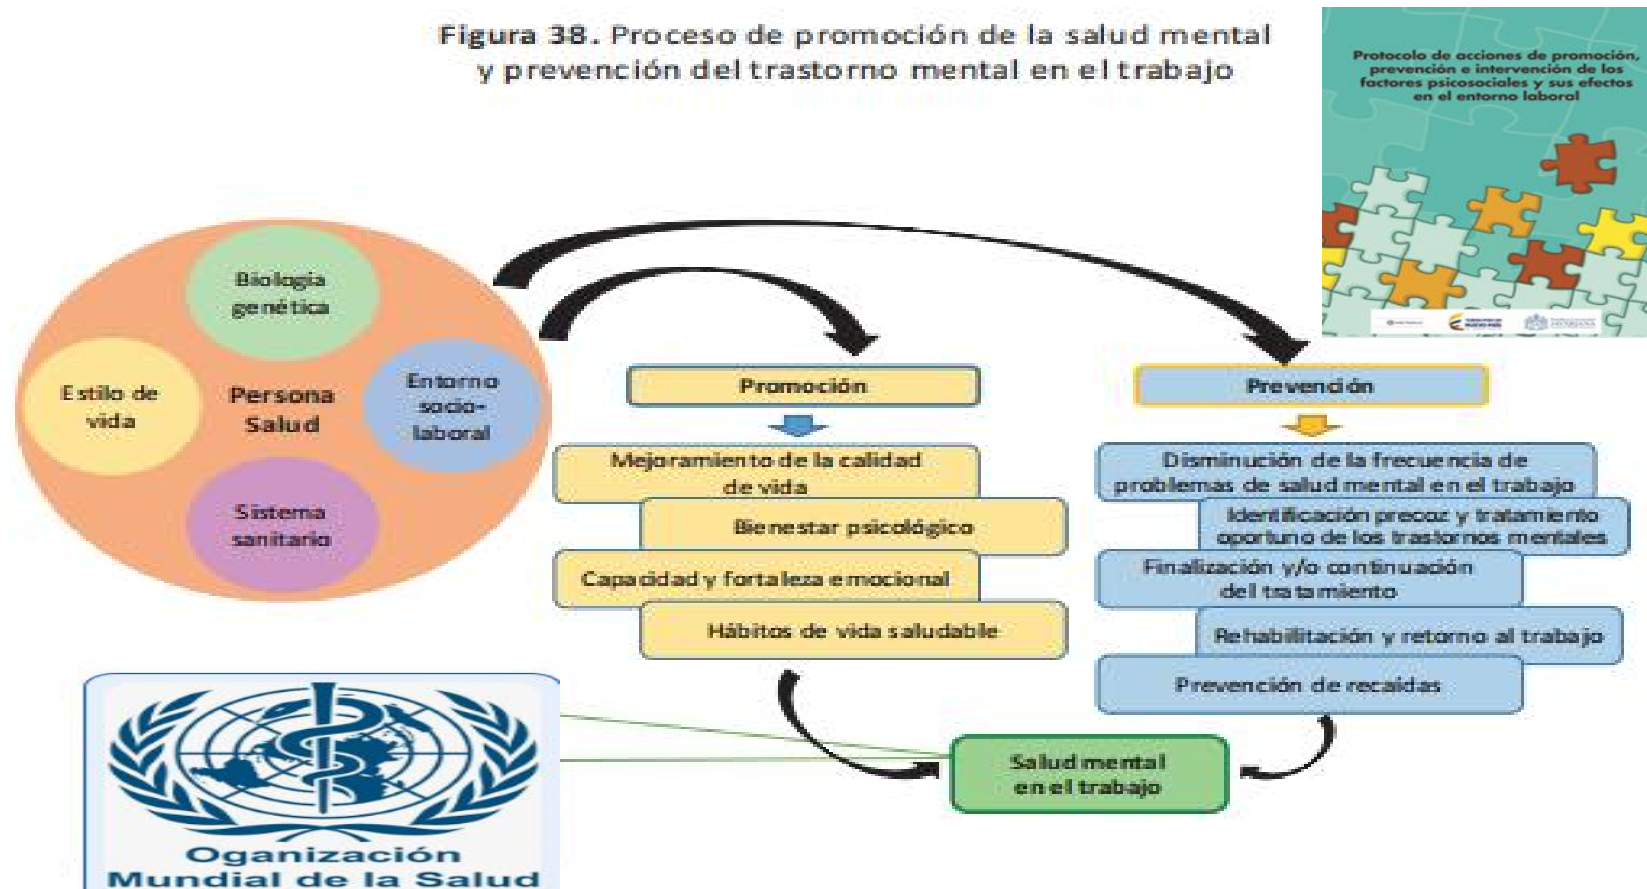 Figura 38. Proceso de promoción de la salud mental
y prevención del trastorno mental en el trabajo
Protocolo de acciones de promoción,
prevención e intervención de los
factores psicosociales y sus efectos
en el entorno laboral
Biología
genética
Estilo de
vida
Persona
Salud
Entorno
socio-
laboral
Sistema
sanitario
Promoción
Mejoramiento de la calidad
de vida
Bienestar psicológico
Capacidad y fortaleza emocional
Hábitos de vida saludable
Prevención
Disminución de la frecuencia de
problemas de salud mental en el trabajo
Identificación precoz y tratamiento
oportuno de los trastornos mentales
Finalización y/o continuación
del tratamiento
Rehabilitación y retorno al trabajo
Prevención de recaídas
Salud mental
en el trabajo
Oganización
Mundial de la Salud